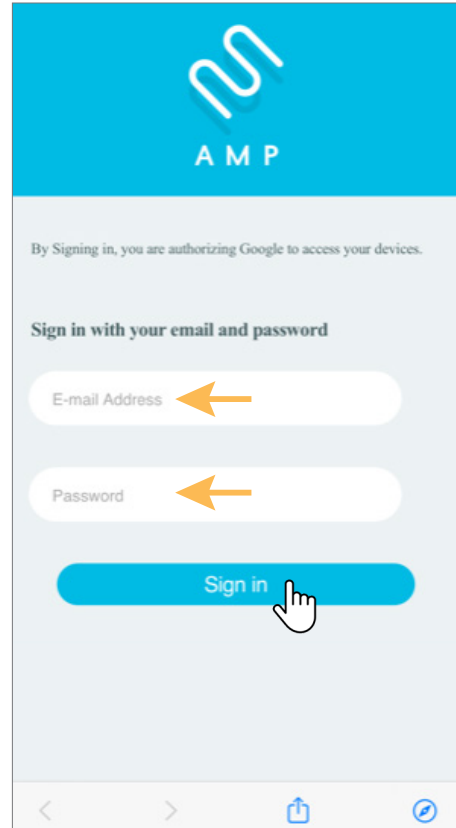 AMP
By Signing in, you are authorizing Google to access your devices.
Sign in with your email and password
E-mail Address
Password
Sign in